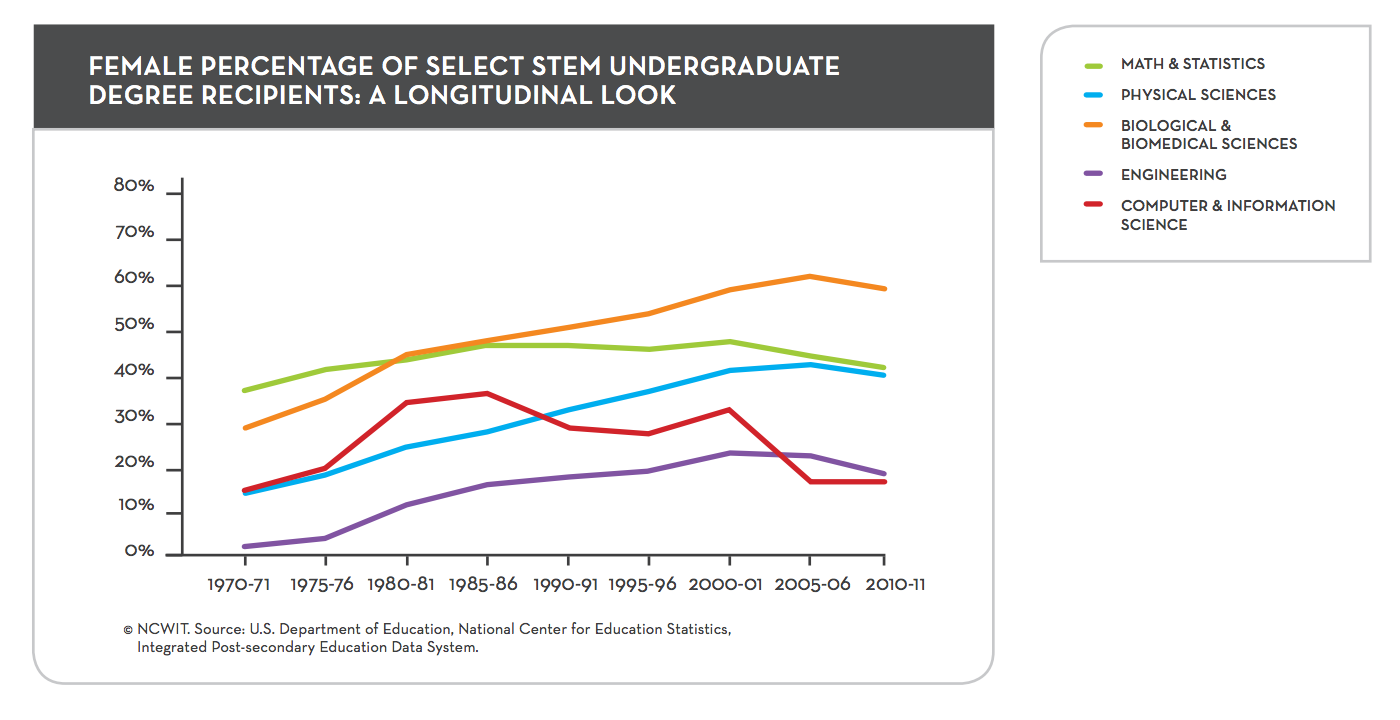 FEMALE PERCENTAGE OF SELECT STEM UNDERGRADUATE
DEGREE RECIPIENTS: A LONGITUDINAL LOOK
80%
70%
60%
50%
40%
30%
20%
10%
0%
1970-71 1975-76 1980-81 1985-86 1990-91 1995-96 2000-01 2005-06 2010-11
© NCWIT. Source: U.S. Department of Education, National Center for Education Statistics,
Integrated Post-secondary Education Data System.
MATH & STATISTICS
PHYSICAL SCIENCES
BIOLOGICAL &
BIOMEDICAL SCIENCES
ENGINEERING
COMPUTER & INFORMATION
SCIENCE